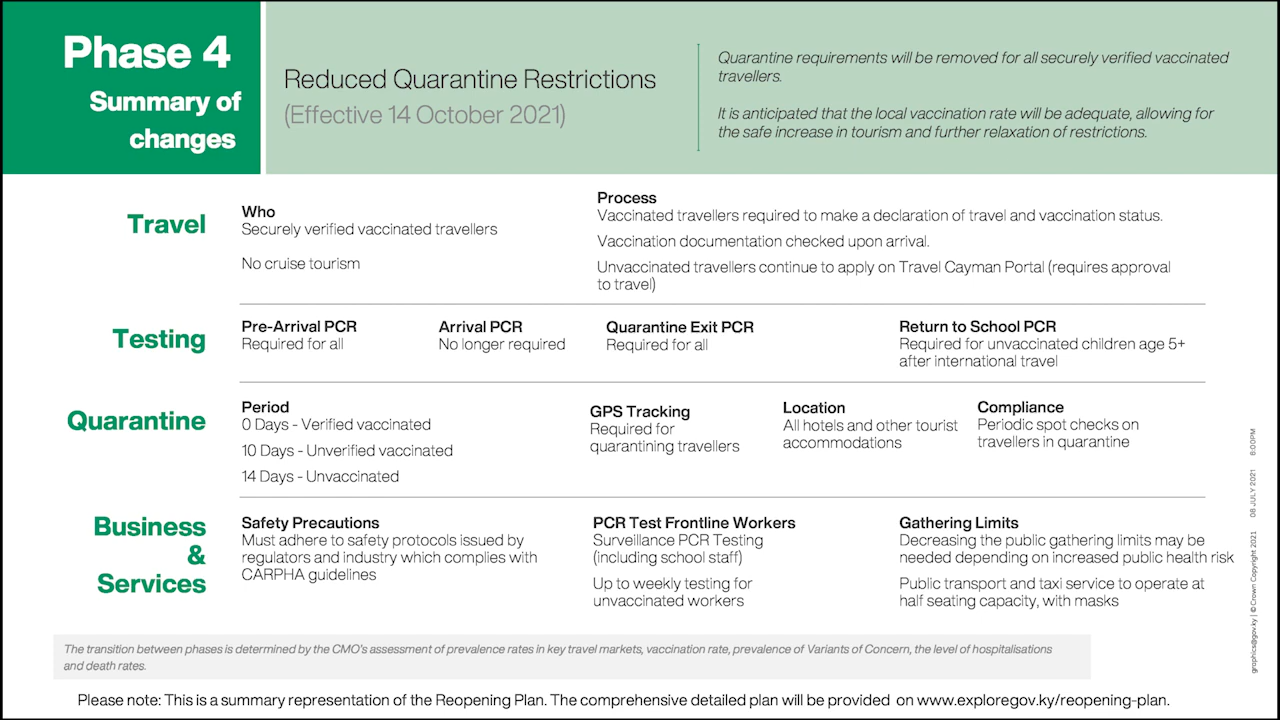 Phase 4
Summary of
changes
Reduced Quarantine Restrictions
(Effective 14 October 2021)
Quarantine requirements will be removed for all securely verified vaccinated
travellers.
It is anticipated that the local vaccination rate will be adequate, allowing for
the safe increase in tourism and further relaxation of restrictions.
Travel
Who
Securely verified vaccinated travellers
No cruise tourism
Process
Vaccinated travellers required to make a declaration of travel and vaccination status.
Vaccination documentation checked upon arrival.
Unvaccinated travellers continue to apply on Travel Cayman Portal (requires approval
to travel)
Testing
Pre-Arrival PCR
Required for all
Arrival PCR
No longer required
Quarantine Exit PCR
Required for all
Return to School PCR
Required for unvaccinated children age 5+
after international travel
Quarantine
Period
0 Days - Verified vaccinated
10 Days - Unverified vaccinated
14 Days - Unvaccinated
GPS Tracking
Required for
quarantining travellers
Location
All hotels and other tourist
accommodations
Compliance
Periodic spot checks on
travellers in quarantine
Business
&
Services
Safety Precautions
Must adhere to safety protocols issued by
regulators and industry which complies with
CARPHA guidelines
PCR Test Frontline Workers
Surveillance PCR Testing
(including school staff)
Up to weekly testing for
unvaccinated workers
Gathering Limits
Decreasing the public gathering limits may be
needed depending on increased public health risk
Public transport and taxi service to operate at
half seating capacity, with masks
graphics@gov.ky | © Crown Copyright 2021 08 JULY 2021 8:00PM
The transition between phases is determined by the CMO's assessment of prevalence rates in key travel markets, vaccination rate, prevalence of Variants of Concern, the level of hospitalisations
and death rates.
Please note: This is a summary representation of the Reopening Plan. The comprehensive detailed plan will be provided on www.exploregov.ky/reopening-plan.